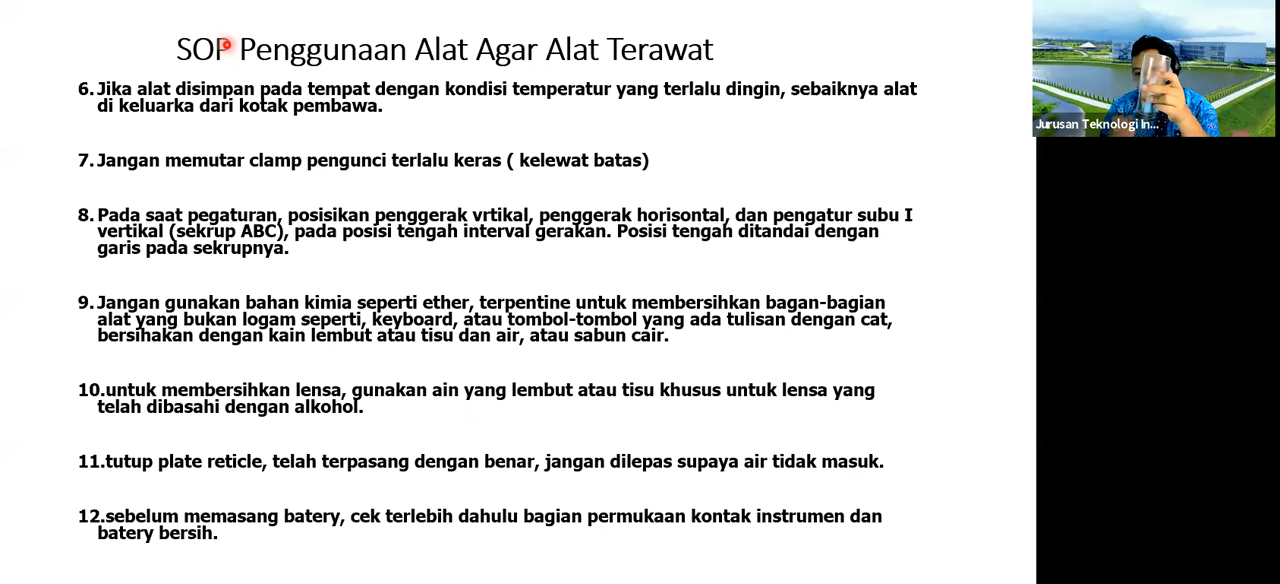 SOP Penggunaan Alat Agar Alat Terawat
6. Jika alat disimpan pada tempat dengan kondisi temperatur yang terlalu dingin, sebaiknya alat
di keluarka dari kotak pembawa.
7. Jangan memutar clamp pengunci terlalu keras ( kelewat batas)
8. Pada saat pegaturan, posisikan penggerak vrtikal, penggerak horisontal, dan pengatur subu I
vertikal (sekrup ABC), pada posisi tengah interval gerakan. Posisi tengah ditandai dengan
garis pada sekrupnya.
9. Jangan gunakan bahan kimia seperti ether, terpentine untuk membersihkan bagan-bagian
alat yang bukan logam seperti, keyboard, atau tombol-tombol yang ada tulisan dengan cat,
bersihakan dengan kain lembut atau tisu dan air, atau sabun cair.
10.untuk membersihkan lensa, gunakan ain yang lembut atau tisu khusus untuk lensa yang
telah dibasahi dengan alkohol.
11.tutup plate reticle, telah terpasang dengan benar, jangan dilepas supaya air tidak masuk.
12.sebelum memasang batery, cek terlebih dahulu bagian permukaan kontak instrumen dan
batery bersih.
Jurusan Teknologi In...